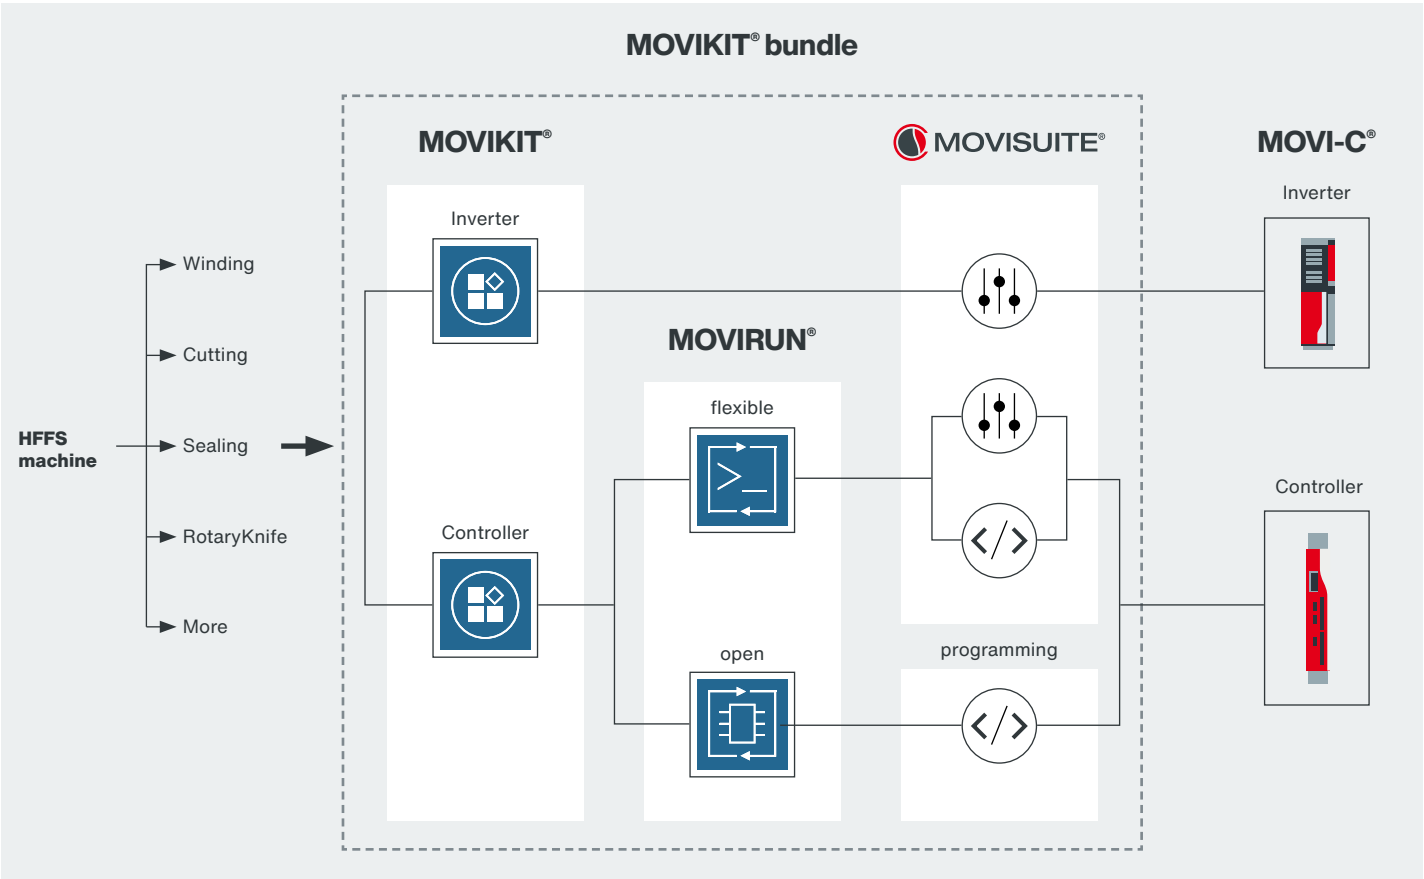 MOVIKIT® bundle
MOVIKIT®
MOVISUITE®
MOVI-C®
Inverter
Inverter
Winding
MOVIRUN®
Cutting
flexible
HFFS
machine
Sealing
>_
Controller
Controller
RotaryKnife
</>
More
open
programming
</>